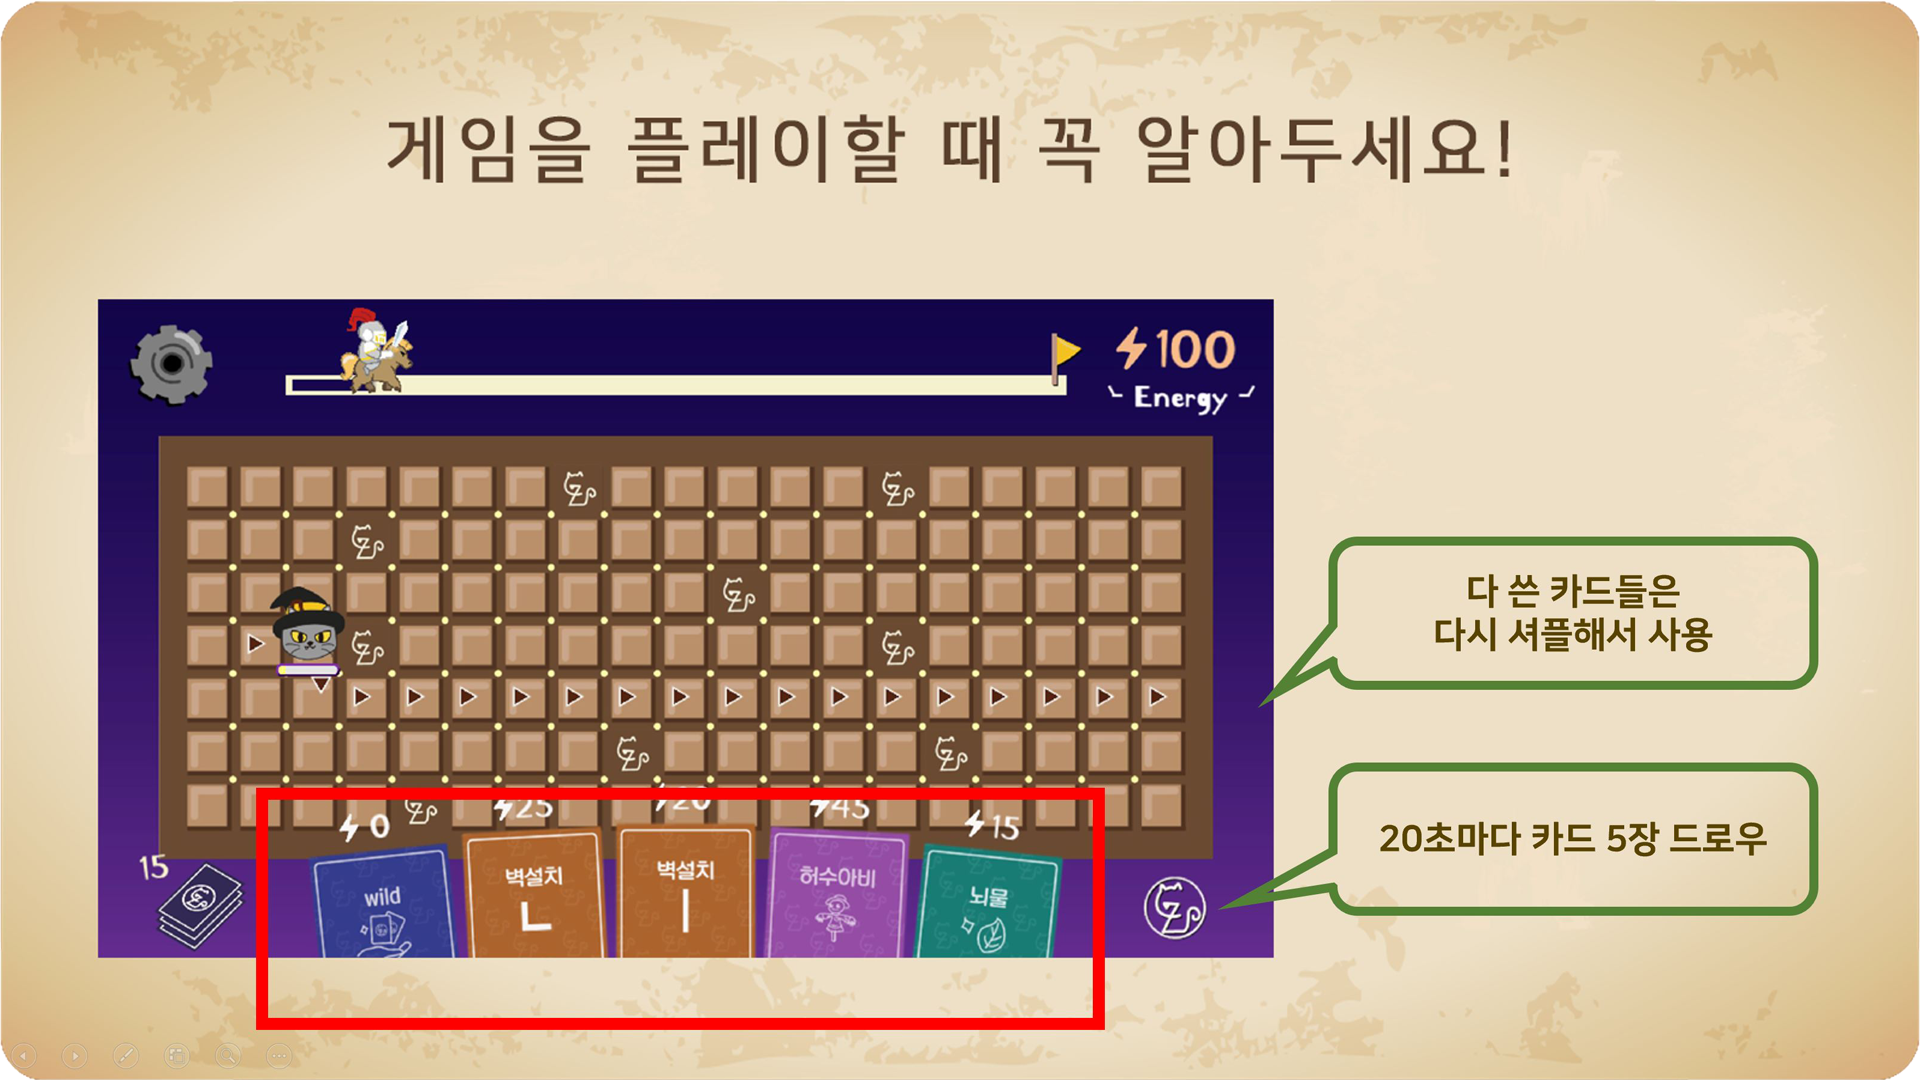 게임을 플레이할 때 꼭 알아두세요!
100
Energy
다 쓴 카드들은
다시 셔플해서 사용
20초마다 카드 5장 드로우
0
25
20
45
15
15
wild
벽설치
ㄴ
벽설치
ㅣ
허수아비
뇌물